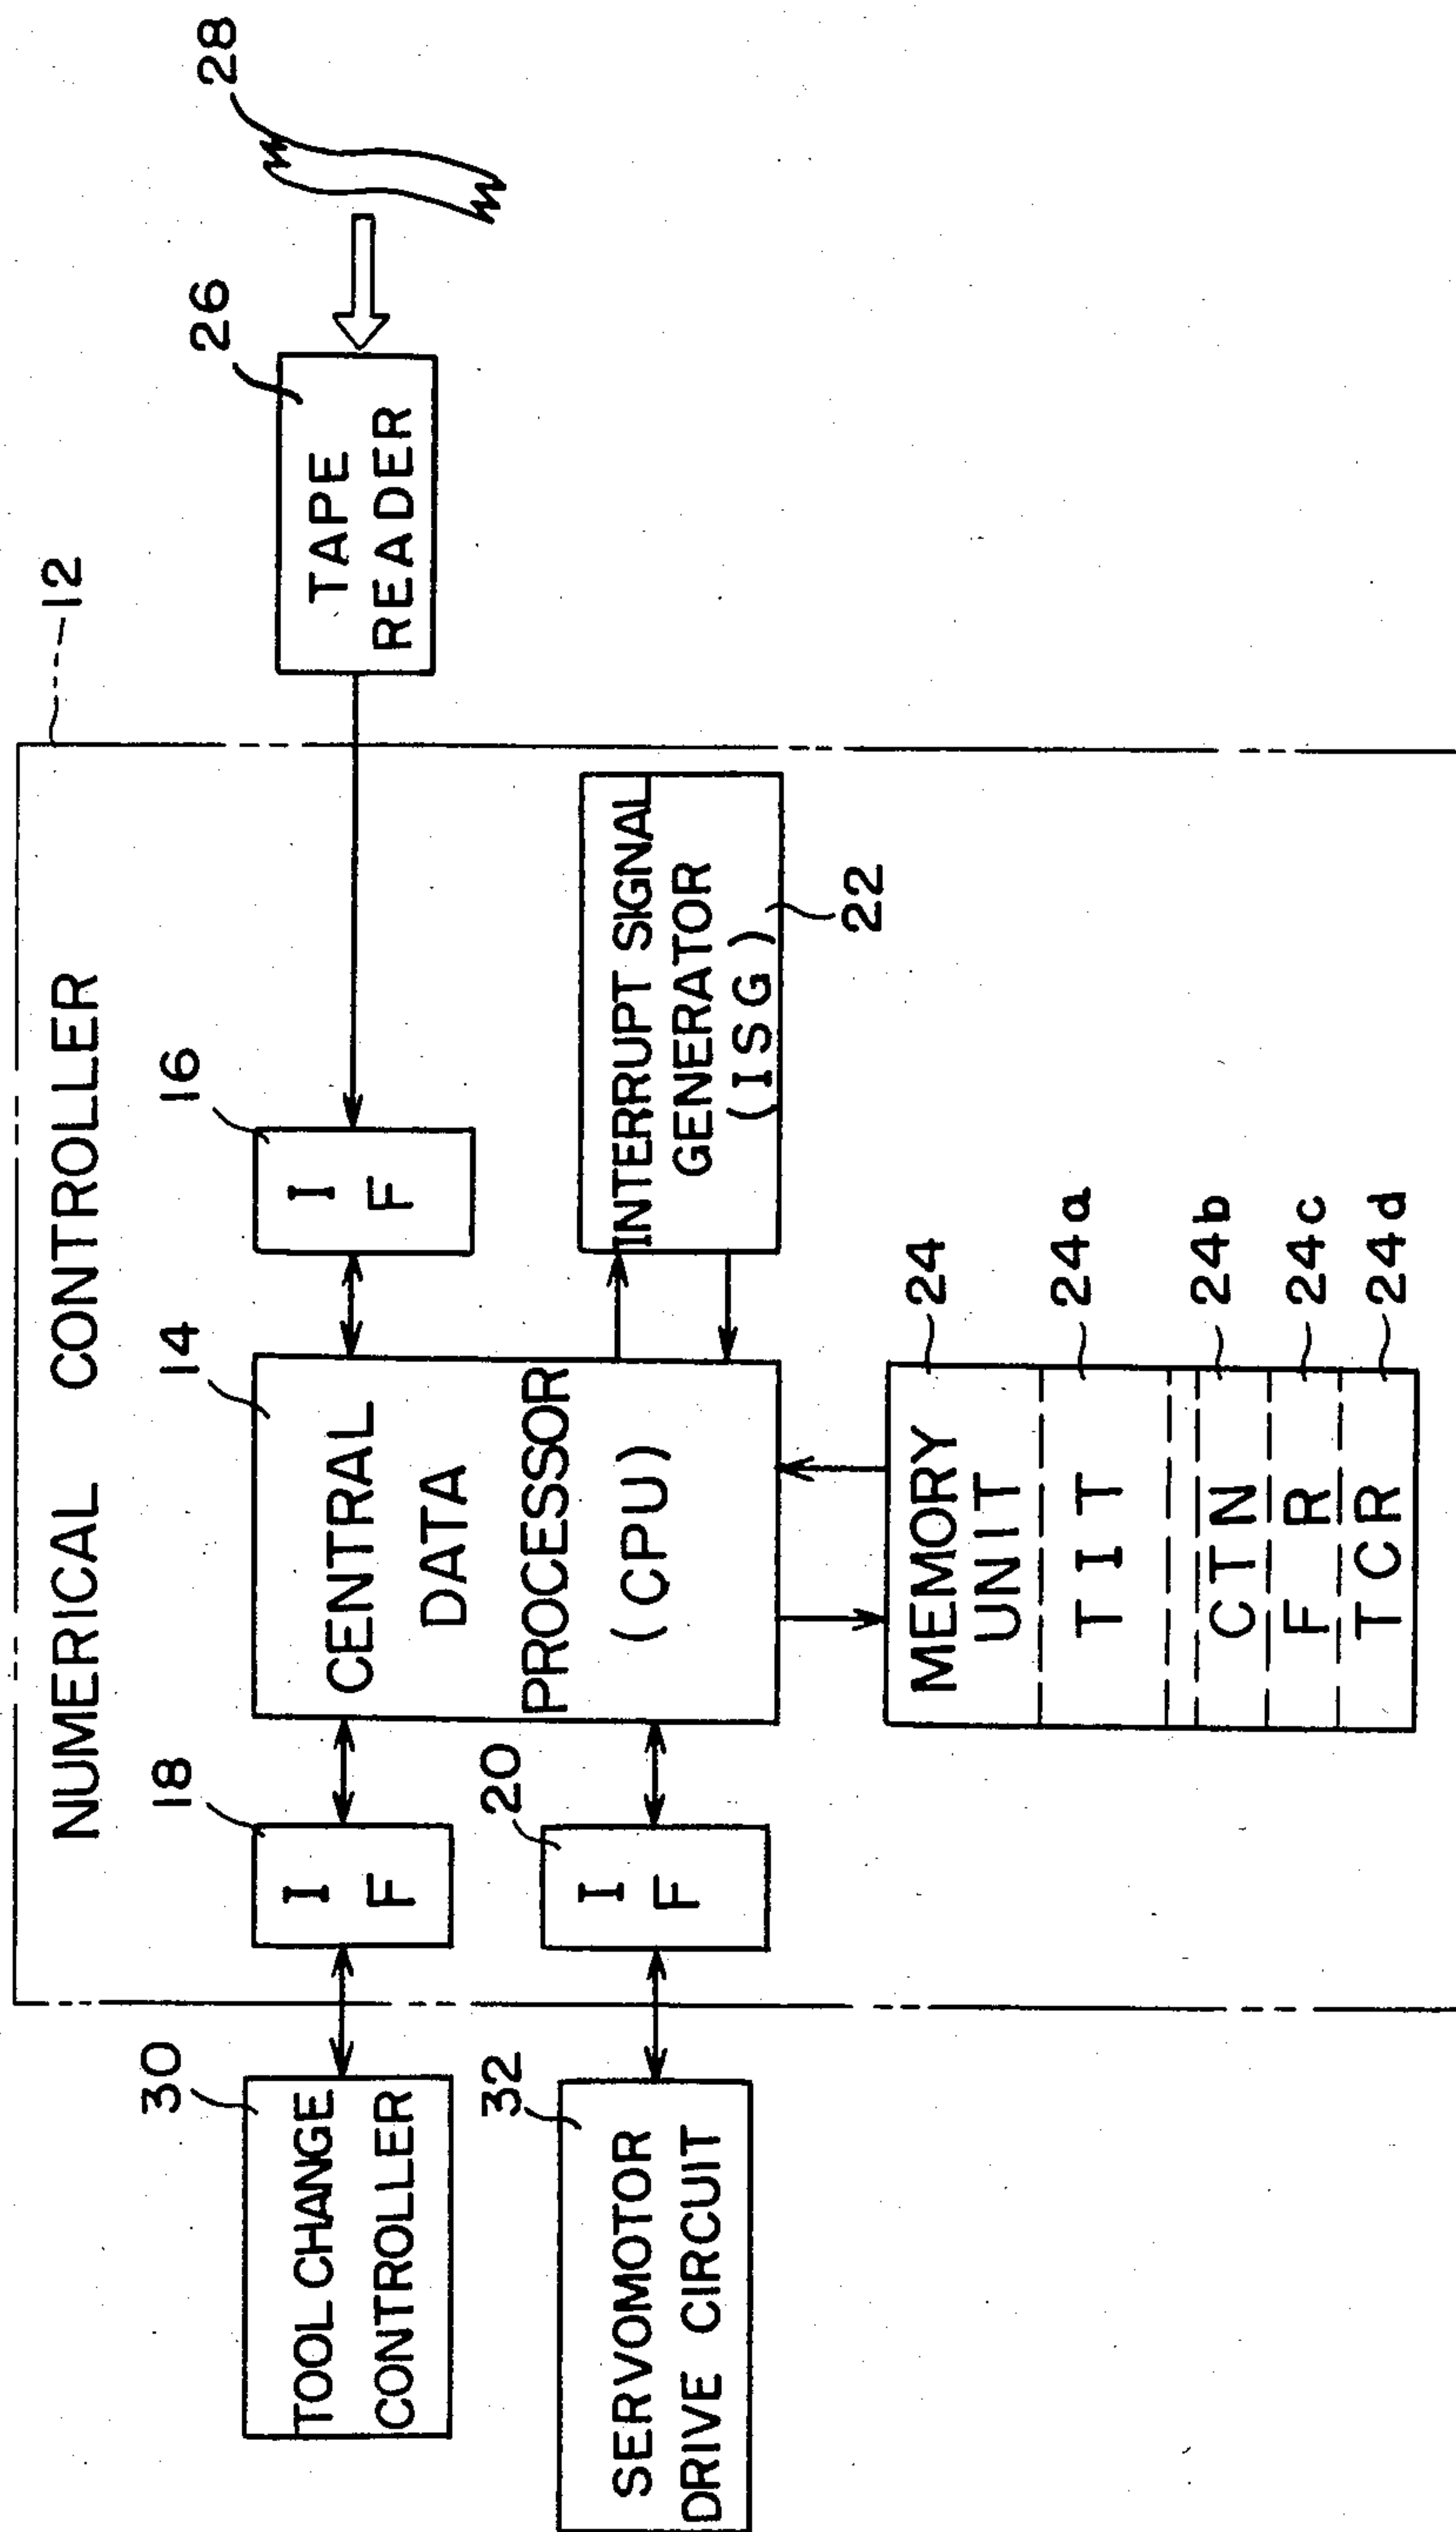 12
NUMERICAL CONTROLLER
30
TOOL CHANGE
CONTROLLER
18
I
F
14
CENTRAL
DATA
PROCESSOR
(CPU)
16
I
F
26
TAPE
READER
28
32
SERVOMOTOR
DRIVE CIRCUIT
20
I
F
INTERRUPT SIGNAL
GENERATOR
(ISG)
22
MEMORY
UNIT
24
TIT
24a
CTN
24b
FR
24c
TCR
24d